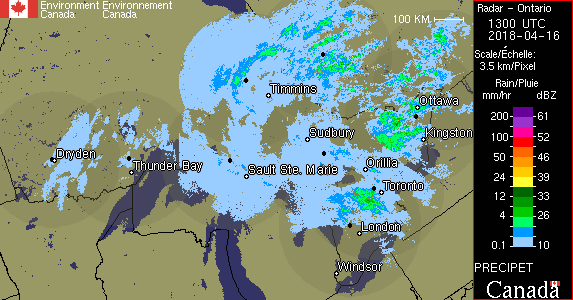 Environment Environnement
Canada Canada
100 KM
Timmins
Ottawa
Sudbury
Kingston
Dryden
Thunder Bay
Sault Ste. Marie
Orillia
Toronto
London
Windsor
Radar - Ontario
1300 UTC
2018-04-16
Scale/Échelle:
3.5 km/Pixel
Rain/Pluie
mm/hr dBZ
200 61
100 52
50 46
24 39
12 33
4 26
0.1 10
PRECIPET
Canada